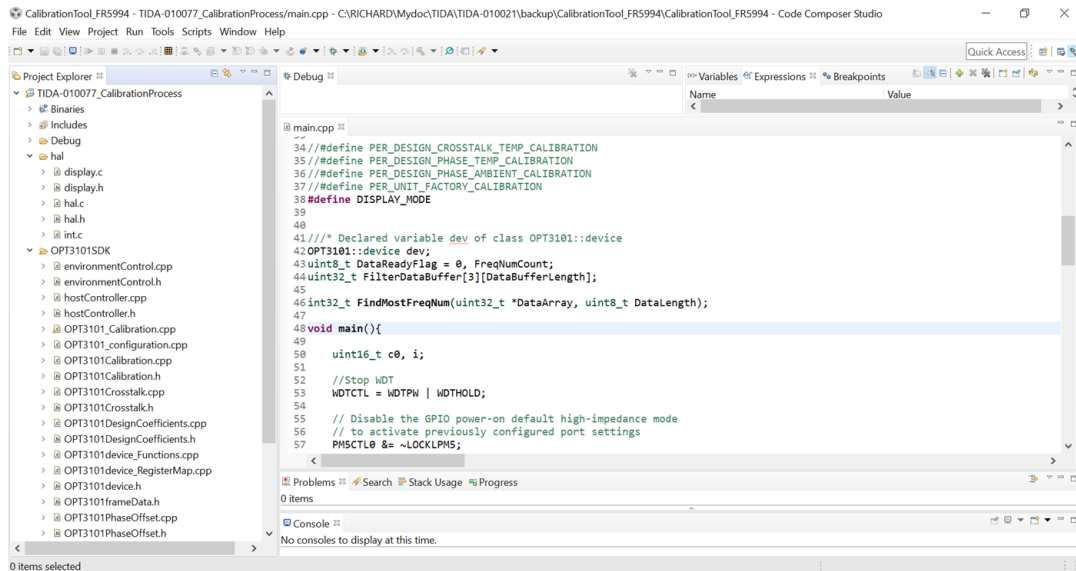 CalibrationTool_FR5994 - TIDA-010077_CalibrationProcess/main.cpp - C:\RICHARD\Mydoc\TIDA\TIDA-010021\backup\CalibrationTool_FR5994\CalibrationTool_FR5994 - Code Composer Studio
File Edit View Project Run Tools Scripts Window Help
Quick Access
Project Explorer
TIDA-010077_CalibrationProcess
Binaries
Includes
Debug
hal
display.c
display.h
hal.c
hal.h
int.c
OPT3101SDK
environmentControl.cpp
environmentControl.h
hostController.cpp
hostController.h
OPT3101_Calibration.cpp
OPT3101_configuration.cpp
OPT3101Calibration.cpp
OPT3101Calibration.h
OPT3101Crosstalk.cpp
OPT3101Crosstalk.h
OPT3101DesignCoefficients.cpp
OPT3101DesignCoefficients.h
OPT3101device_Functions.cpp
OPT3101device_RegisterMap.cpp
OPT3101device.h
OPT3101frameData.h
OPT3101PhaseOffset.cpp
OPT3101PhaseOffset.h
0 items selected
Debug
Variables Expressions Breakpoints
Name Value
main.cpp
34 //#define PER_DESIGN_CROSSTALK_TEMP_CALIBRATION
35 //#define PER_DESIGN_PHASE_TEMP_CALIBRATION
36 //#define PER_DESIGN_PHASE_AMBIENT_CALIBRATION
37 //#define PER_UNIT_FACTORY_CALIBRATION
38 #define DISPLAY_MODE
39
40
41 ///* Declared variable dev of class OPT3101::device
42 OPT3101::device dev;
43 uint8_t DataReadyFlag = 0, FreqNumCount;
44 uint32_t FilterDataBuffer[3][DataBufferLength];
45
46 int32_t FindMostFreqNum(uint32_t *DataArray, uint8_t DataLength);
47
48 void main(){
49
50 uint16_t c0, i;
51
52 //Stop WDT
53 WDTCTL = WDTPW | WDTHOLD;
54
55 // Disable the GPIO power-on default high-impedance mode
56 // to activate previously configured port settings
57 PM5CTL0 &= ~LOCKLPM5;
Problems Search Stack Usage Progress
0 items
Console
No consoles to display at this time.